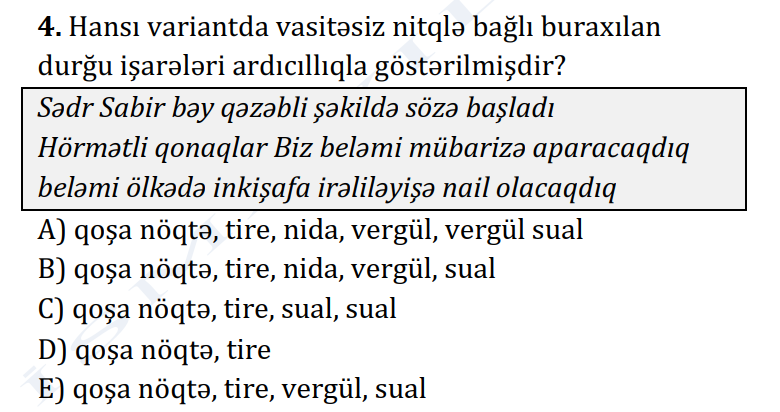 4. Hansı variantda vasitəsiz nitqlə bağlı buraxılan
durğu işarələri ardıcıllıqla göstərilmişdir?
Sədr Sabir bəy qəzəbli şəkildə sözə başladı
Hörmətli qonaqlar Biz beləmi mübarizə aparacaqdıq
beləmi ölkədə inkişafa irəliləyişə nail olacaqdıq
A) qoşa nöqtə, tire, nida, vergül, vergül sual
B) qoşa nöqtə, tire, nida, vergül, sual
C) qoşa nöqtə, tire, sual, sual
D) qoşa nöqtə, tire
E) qoşa nöqtə, tire, vergül, sual